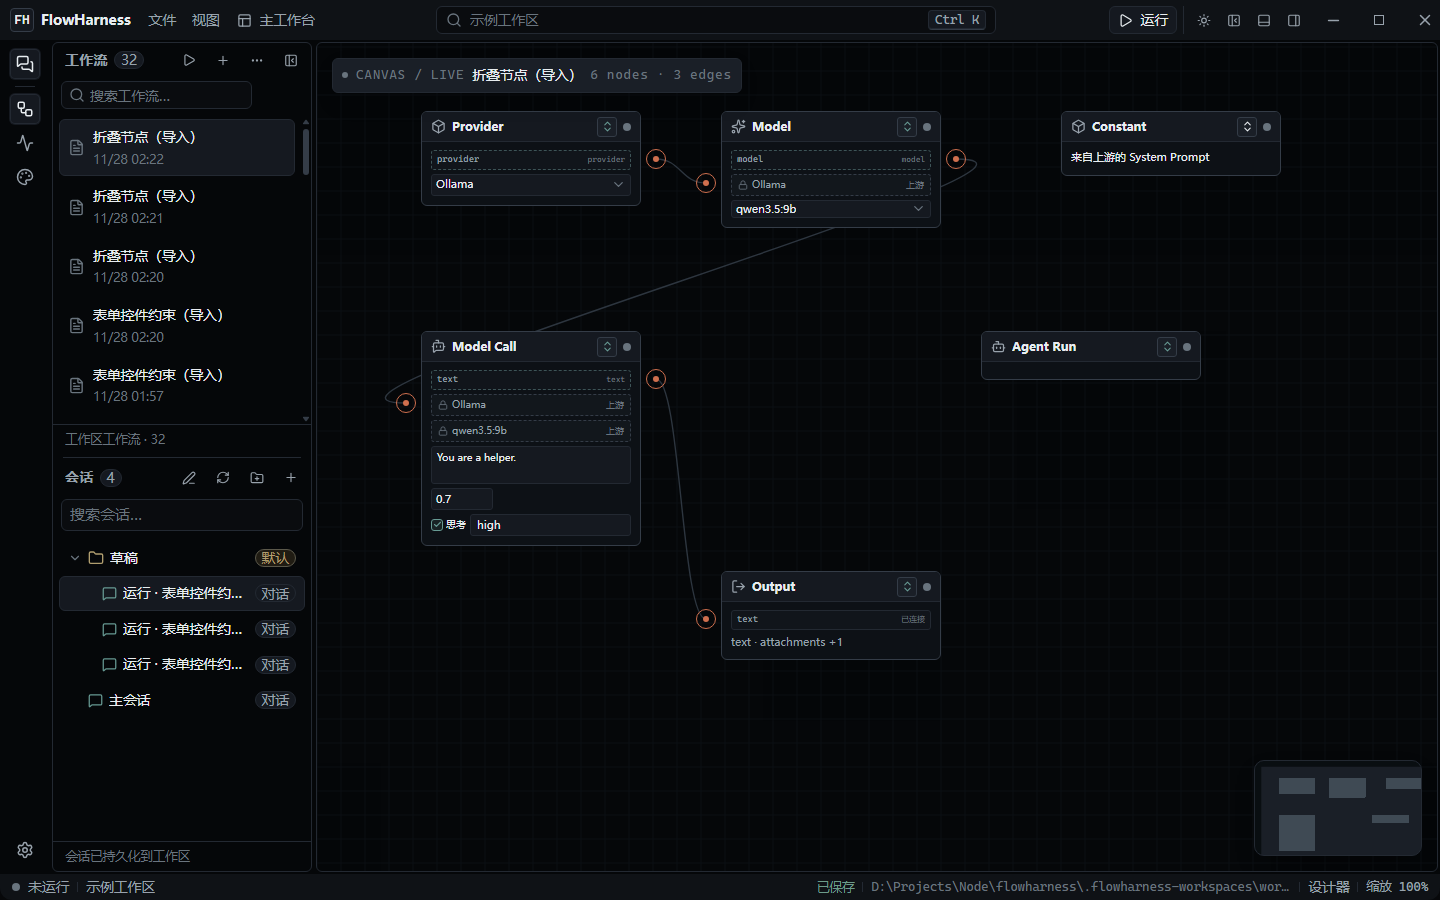 FH FlowHarness 文件 视图 主工作台 示例工作区 Ctrl K 运行
工作流 32
搜索工作流...
折叠节点（导入）
11/28 02:22
折叠节点（导入）
11/28 02:21
折叠节点（导入）
11/28 02:20
表单控件约束（导入）
11/28 02:20
表单控件约束（导入）
11/28 01:57
工作区工作流 · 32
会话 4
搜索会话...
草稿 默认
运行 · 表单控件约... 对话
运行 · 表单控件约... 对话
运行 · 表单控件约... 对话
主会话 对话
会话已持久化到工作区
CANVAS / LIVE 折叠节点（导入） 6 nodes · 3 edges
Provider
provider provider
Ollama
Model
model model
Ollama 上游
qwen3.5:9b
Constant
来自上游的 System Prompt
Model Call
text text
Ollama 上游
qwen3.5:9b 上游
You are a helper.
0.7
思考 high
Agent Run
Output
text 已连接
text · attachments +1
未运行 示例工作区 已保存 D:\Projects\Node\flowharness\.flowharness-workspaces\wor… 设计器 缩放 100%